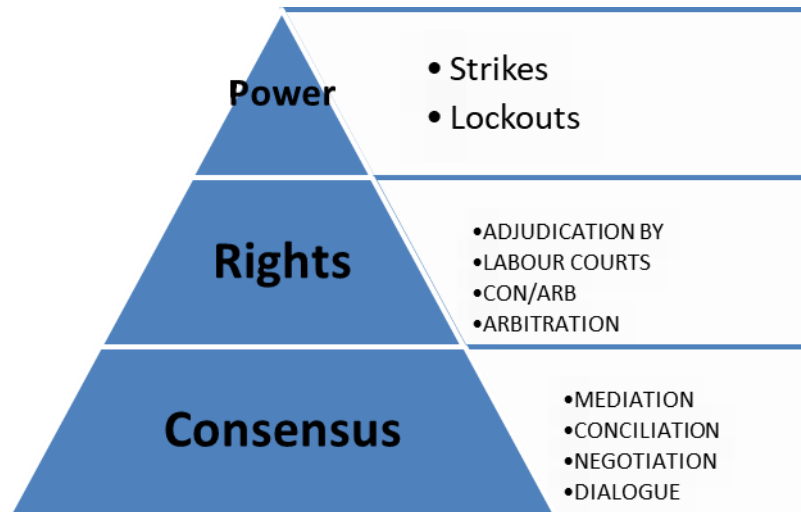 Power
• Strikes
• Lockouts
Rights
•ADJUDICATION BY
•LABOUR COURTS
•CON/ARB
•ARBITRATION
Consensus
•MEDIATION
•CONCILIATION
•NEGOTIATION
•DIALOGUE